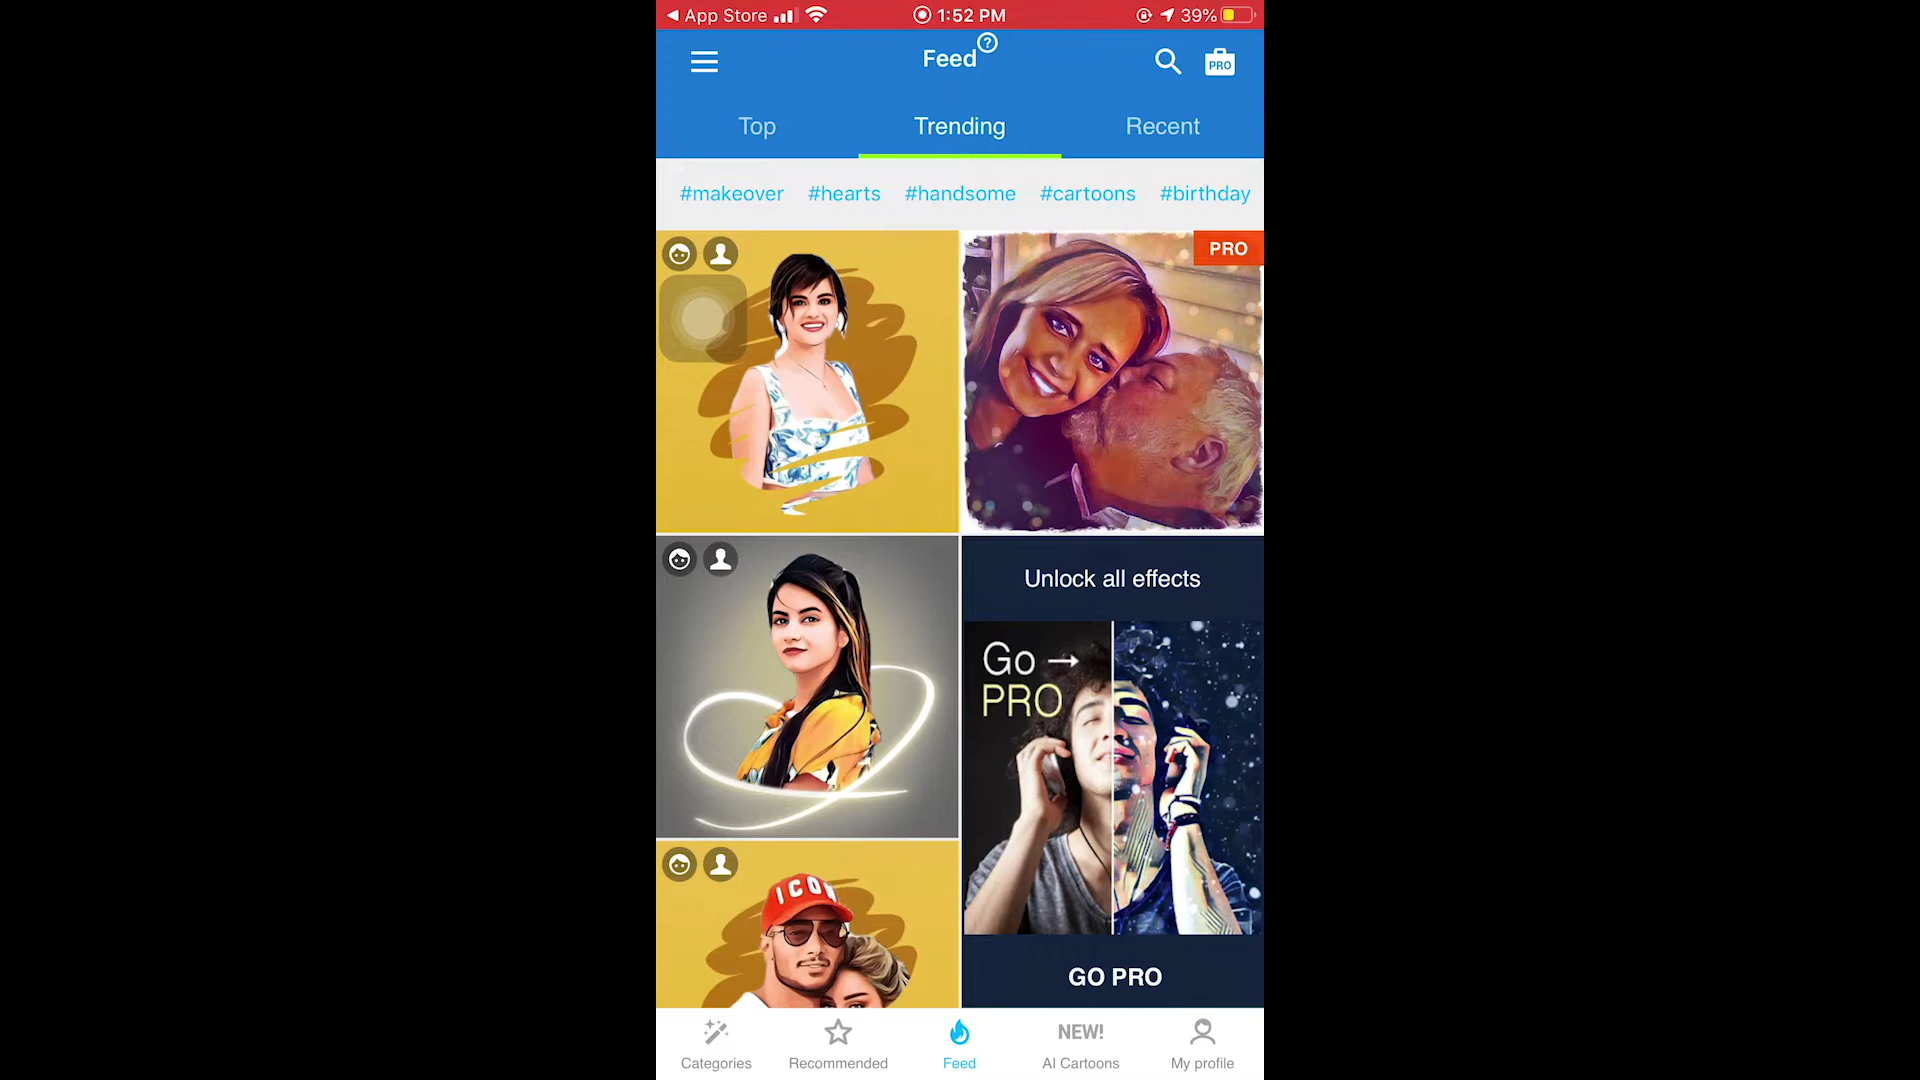 App Store
1:52 PM
39%
Feed
?
PRO
Top
Trending
Recent
#makeover
#hearts
#handsome
#cartoons
#birthday
PRO
Unlock all effects
Go →
PRO
ICON
GO PRO
Categories
Recommended
Feed
NEW!
AI Cartoons
My profile